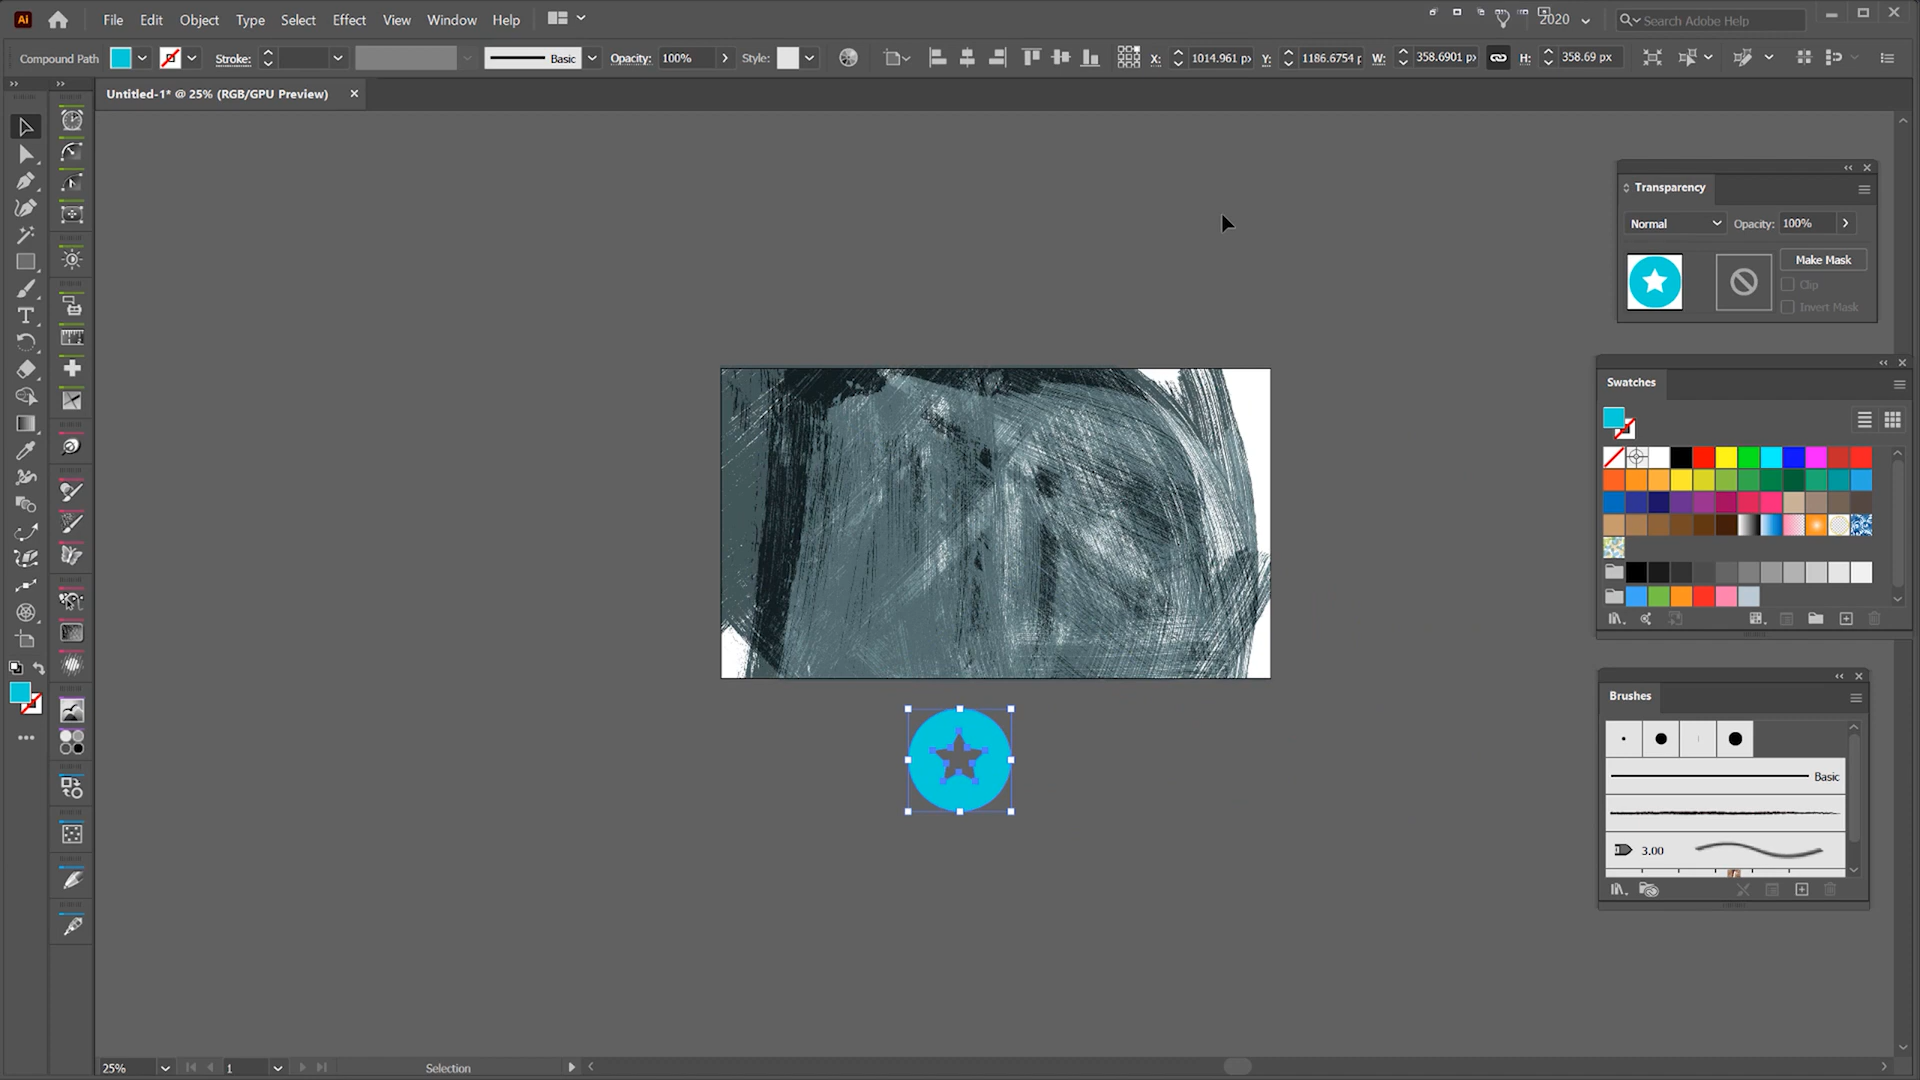 Ai File Edit Object Type Select Effect View Window Help 2020 Search Adobe Help
Compound Path Stroke: Basic Opacity: 100% Style: X: 1014.961 px Y: 1186.6754 p W: 358.6901 px H: 358.69 px
Untitled-1* @ 25% (RGB/GPU Preview)
Transparency
Normal Opacity: 100%
Make Mask
Clip
Invert Mask
Swatches
Brushes
Basic
3.00
25% 1 Selection